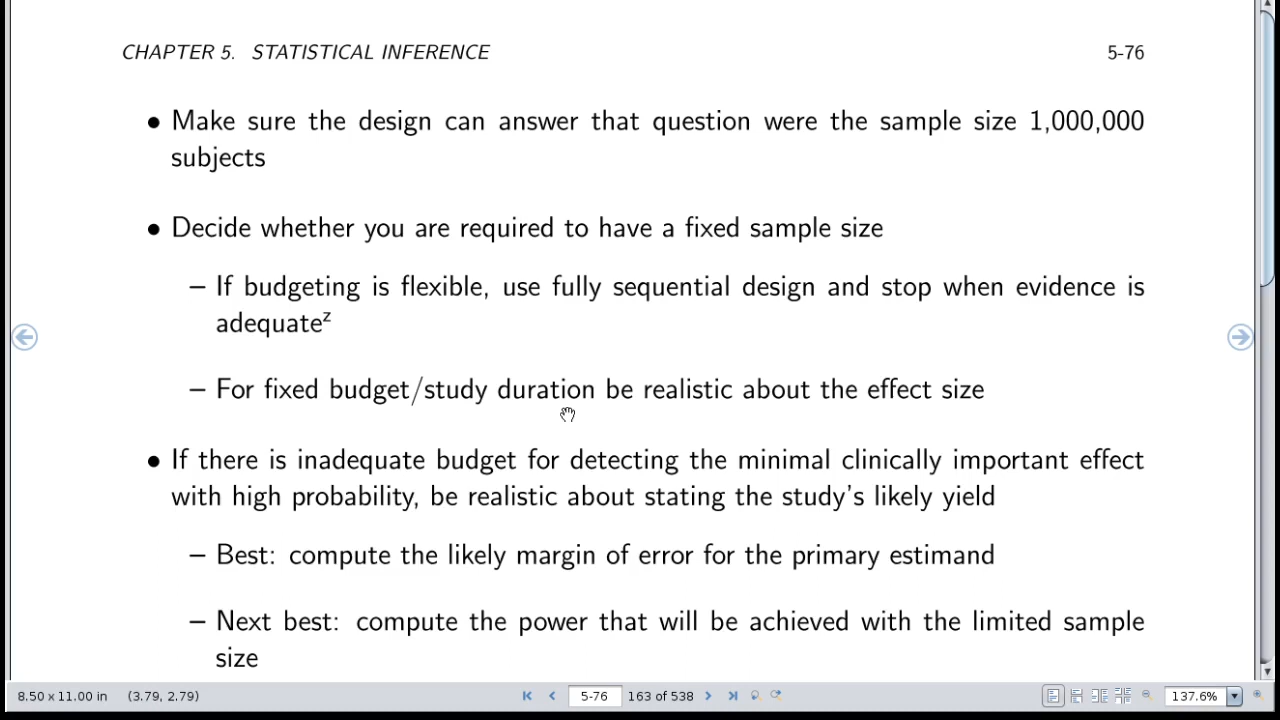 CHAPTER 5. STATISTICAL INFERENCE 5-76
• Make sure the design can answer that question were the sample size 1,000,000
subjects
• Decide whether you are required to have a fixed sample size
– If budgeting is flexible, use fully sequential design and stop when evidence is
adequateᶻ
– For fixed budget/study duration be realistic about the effect size
• If there is inadequate budget for detecting the minimal clinically important effect
with high probability, be realistic about stating the study's likely yield
– Best: compute the likely margin of error for the primary estimand
– Next best: compute the power that will be achieved with the limited sample
size
8.50 x 11.00 in (3.79, 2.79) 5-76 163 of 538 137.6%